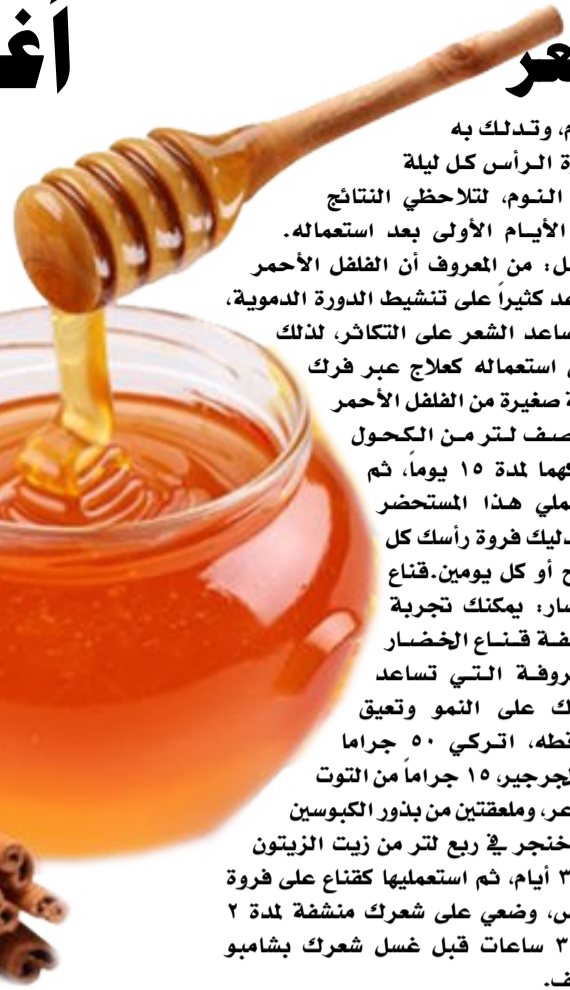 أغ
عر
م، وتدلك به
ة الرأس كل ليلة
النوم، لتلاحظي النتائج
الأيام الأولى بعد استعماله.
ل: من المعروف أن الفلفل الأحمر
عد كثيراً على تنشيط الدورة الدموية،
ساعد الشعر على التكاثر، لذلك
استعماله كعلاج عبر فرك
ة صغيرة من الفلفل الأحمر
صف لتر من الكحول
كهما لمدة ١٥ يوماً، ثم
ملي هذا المستحضر
دليك فروة رأسك كل
ح أو كل يومين.قناع
سار: يمكنك تجربة
فة قناع الخضار
روفة التي تساعد
ك على النمو وتعيق
قطه، اتركي ٥٠ جراما
لجرجير، ١٥ جراماً من التوت
عر، وملعقتين من بذور الكبوسين
خنجر في ربع لتر من زيت الزيتون
٣ أيام، ثم استعمليها كقناع على فروة
س، وضعي على شعرك منشفة لمدة ٢
٣ ساعات قبل غسل شعرك بشامبو
ف.